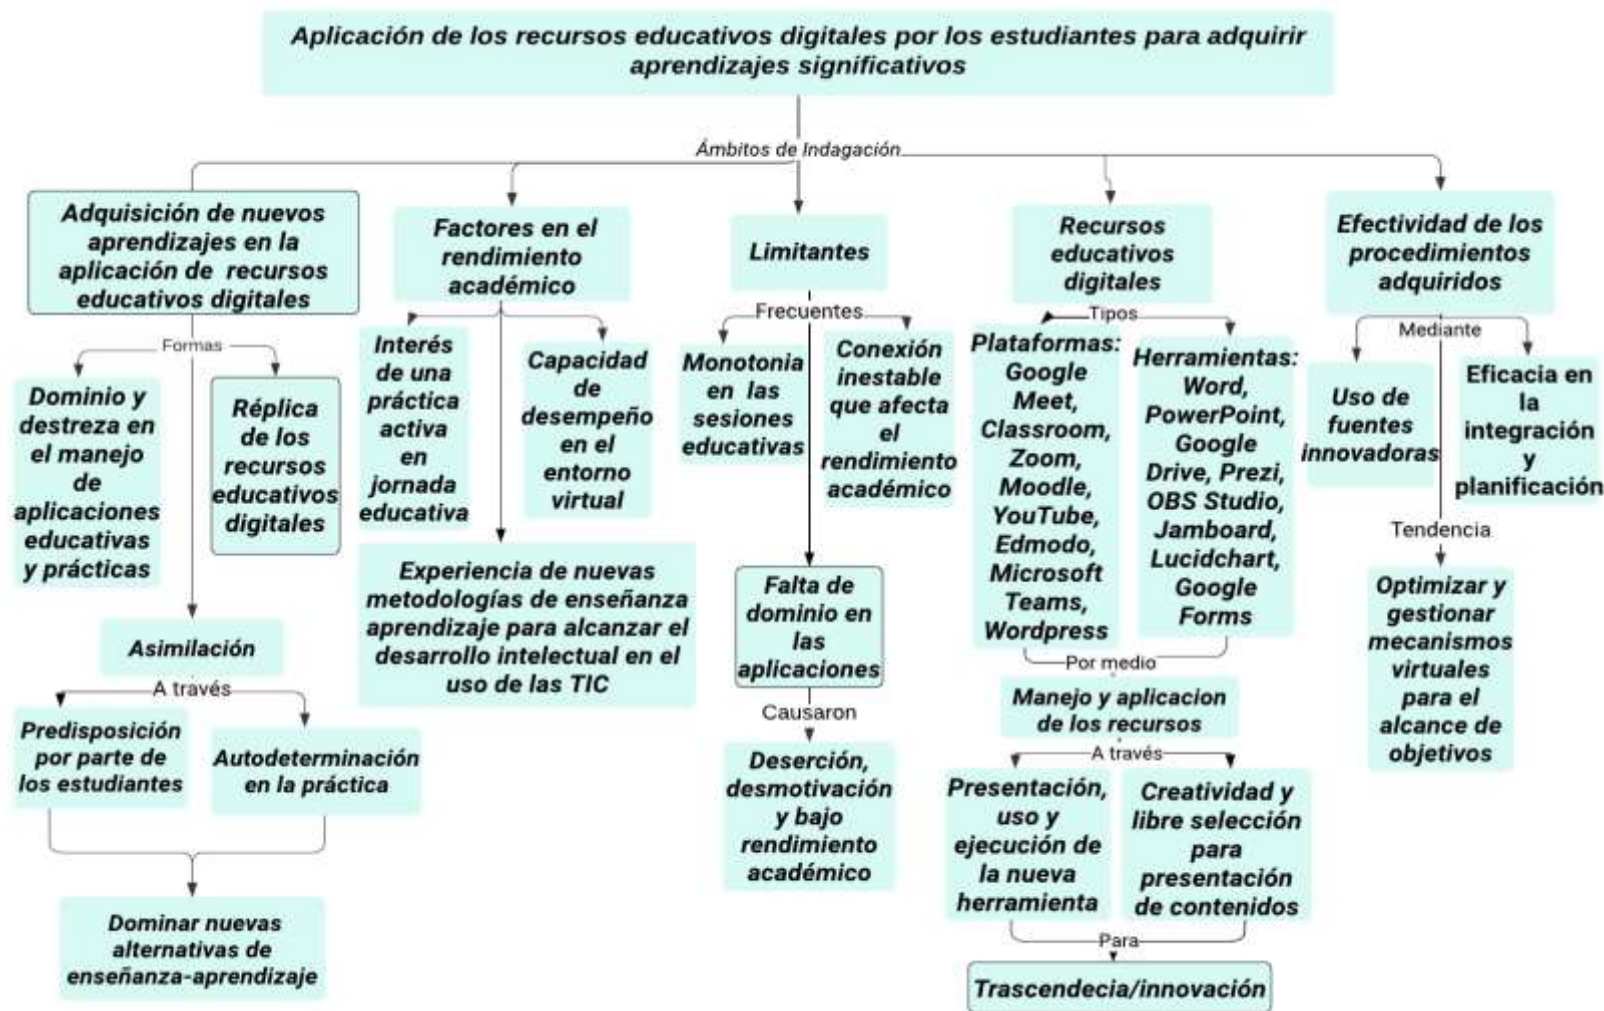 Aplicación de los recursos educativos digitales por los estudiantes para adquirir
aprendizajes significativos
Ámbitos de Indagación
Adquisición de nuevos
aprendizajes en la
aplicación de recursos
educativos digitales
Formas
Dominio y
destreza en
el manejo
de
aplicaciones
educativas
y prácticas
Réplica
de los
recursos
educativos
digitales
Asimilación
A través
Predisposición
por parte de
los estudiantes
Autodeterminación
en la práctica
Dominar nuevas
alternativas de
enseñanza-aprendizaje
Factores en el
rendimiento
académico
Interés
de una
práctica
activa
en
jornada
educativa
Capacidad
de
desempeño
en el
entorno
virtual
Experiencia de nuevas
metodologías de enseñanza
aprendizaje para alcanzar el
desarrollo intelectual en el
uso de las TIC
Limitantes
Frecuentes
Monotonia
en las
sesiones
educativas
Conexión
inestable
que afecta
el
rendimiento
académico
Falta de
dominio en
las
aplicaciones
Causaron
Deserción,
desmotivación
y bajo
rendimiento
académico
Recursos
educativos
digitales
Tipos
Plataformas:
Google
Meet,
Classroom,
Zoom,
Moodle,
YouTube,
Edmodo,
Microsoft
Teams,
Wordpress
Herramientas:
Word,
PowerPoint,
Google
Drive, Prezi,
OBS Studio,
Jamboard,
Lucidchart,
Google
Forms
Por medio
Manejo y aplicacion
de los recursos
A través
Presentación,
uso y
ejecución de
la nueva
herramienta
Creatividad y
libre selección
para
presentación
de contenidos
Para
Trascendecia/innovación
Efectividad de los
procedimientos
adquiridos
Mediante
Uso de
fuentes
innovadoras
Eficacia en
la
integración
y
planificación
Tendencia
Optimizar y
gestionar
mecanismos
virtuales
para el
alcance de
objetivos